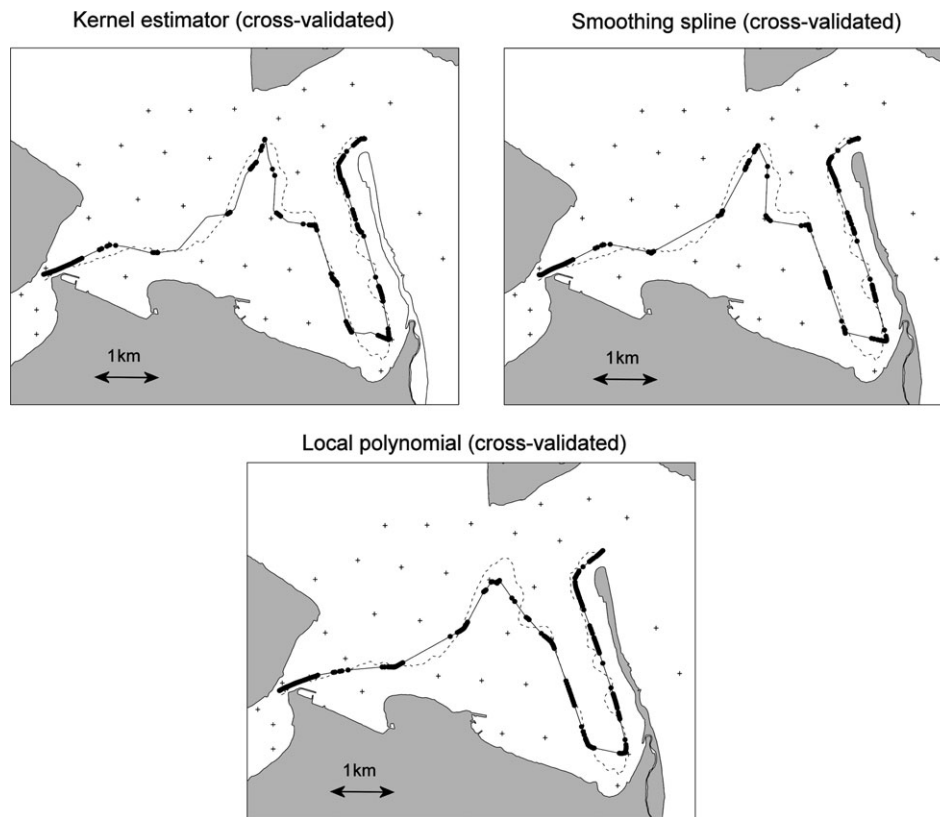 Kernel estimator (cross-validated)
Smoothing spline (cross-validated)
1km
1km
Local polynomial (cross-validated)
1km